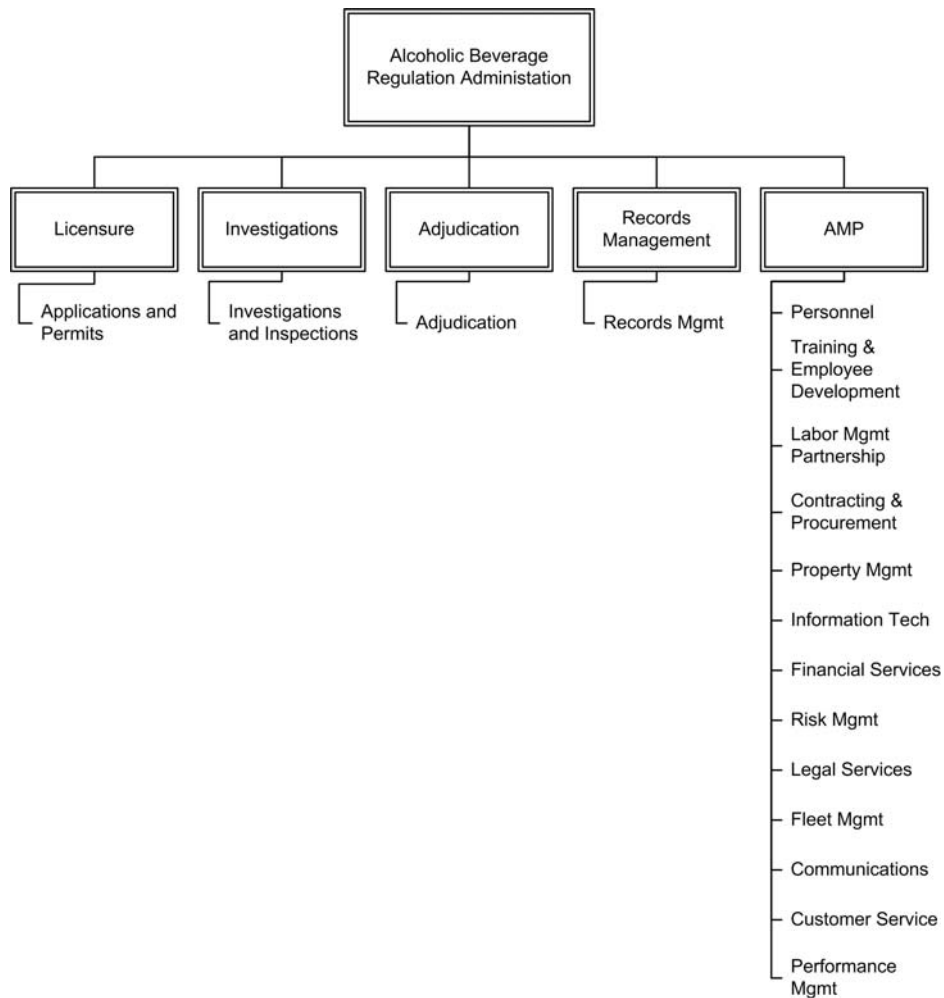 Alcoholic Beverage
Regulation Administation
Licensure
Investigations
Adjudication
Records
Management
AMP
Applications and
Permits
Investigations
and Inspections
Adjudication
Records Mgmt
Personnel
Training &
Employee
Development
Labor Mgmt
Partnership
Contracting &
Procurement
Property Mgmt
Information Tech
Financial Services
Risk Mgmt
Legal Services
Fleet Mgmt
Communications
Customer Service
Performance
Mgmt